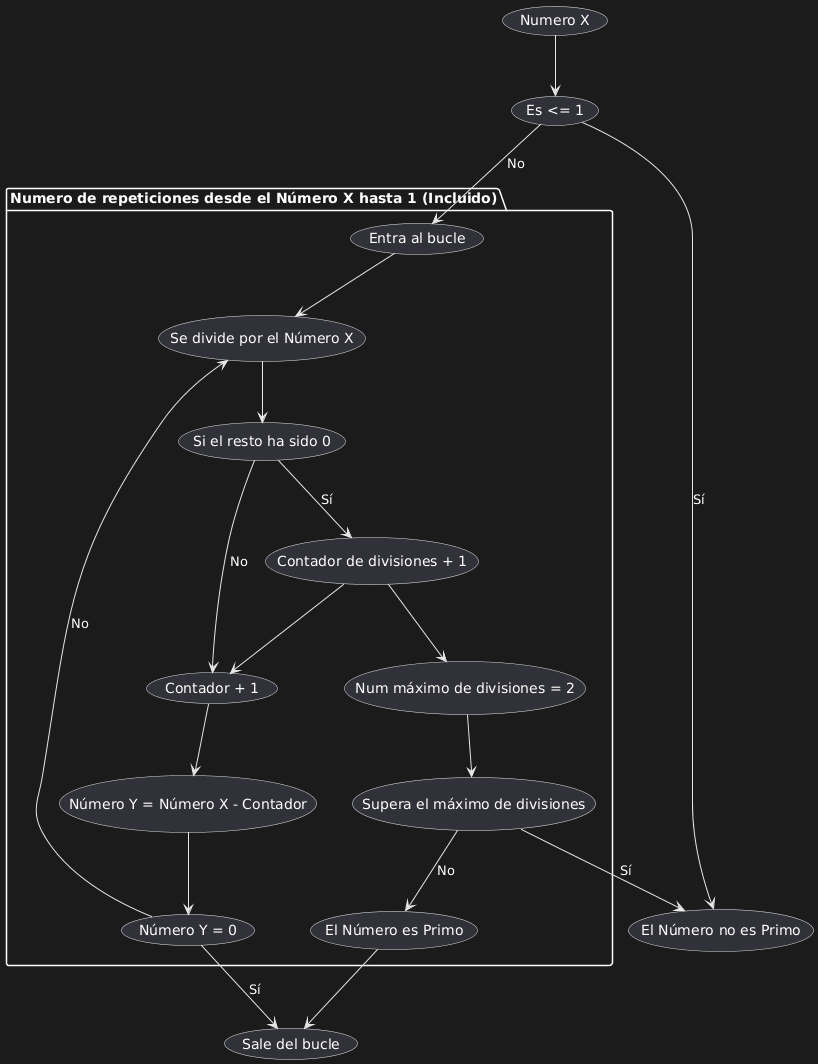 Numero X
Es <= 1
No
Numero de repeticiones desde el Número X hasta 1 (Incluido)
Entra al bucle
Se divide por el Número X
Si el resto ha sido 0
Sí
Sí
Contador de divisiones + 1
No
No
Contador + 1
Num máximo de divisiones = 2
Número Y = Número X - Contador
Supera el máximo de divisiones
No
Sí
Número Y = 0
El Número es Primo
El Número no es Primo
Sí
Sale del bucle